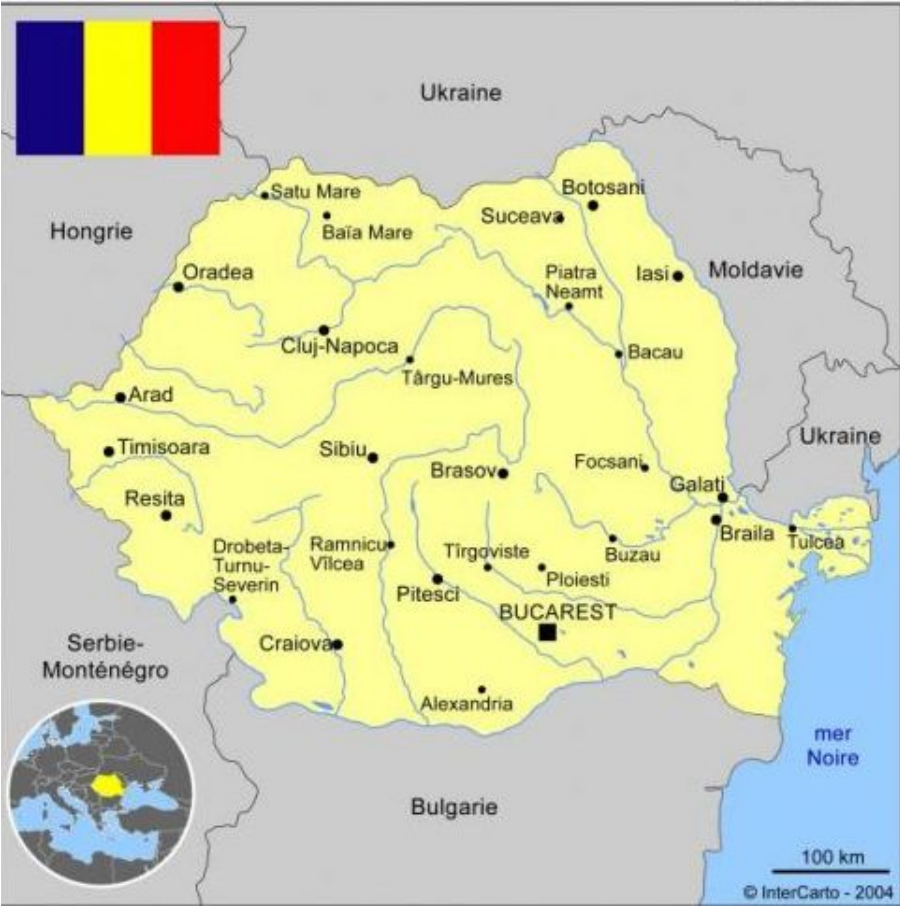 Ukraine
Botosani
Satu Mare
Suceava
Baïa Mare
Hongrie
Oradea
Piatra
Neamt
Iasi
Moldavie
Cluj-Napoca
Bacau
Târgu-Mures
Arad
Ukraine
Timisoara
Sibiu
Focsani
Brasov
Galati
Resita
Braila
Tulcea
Drobeta-
Turnu-
Severin
Ramnicu
Vîlcea
Tîrgoviste
Buzau
Ploiesti
Pitesci
BUCAREST
Serbie-
Monténégro
Craiova
Alexandria
mer
Noire
Bulgarie
100 km
© InterCarto - 2004